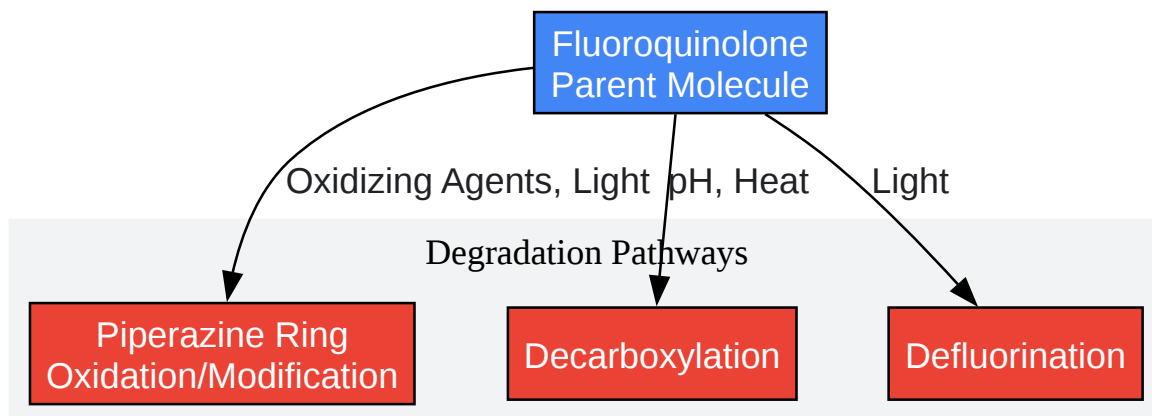 Fluoroquinolone
Parent Molecule
Oxidizing Agents, Light
pH, Heat
Light
Degradation Pathways
Piperazine Ring
Oxidation/Modification
Decarboxylation
Defluorination